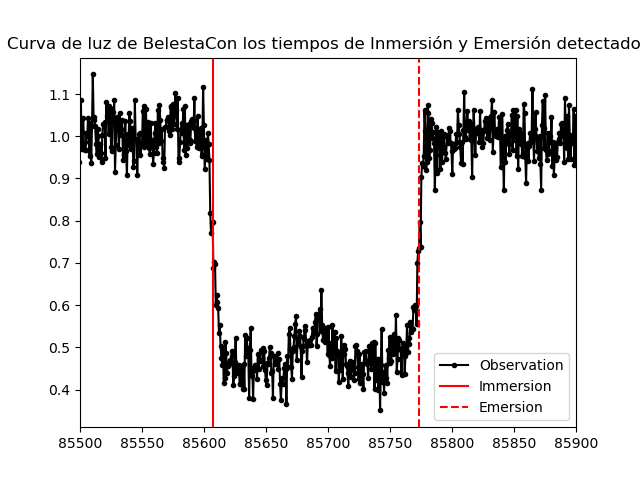 Curva de luz de BelestaCon los tiempos de Inmersión y Emersión detectado
1.1
1.0
0.9
0.8
0.7
0.6
0.5
0.4
Observation
Immersion
Emersion
85500 85550 85600 85650 85700 85750 85800 85850 85900